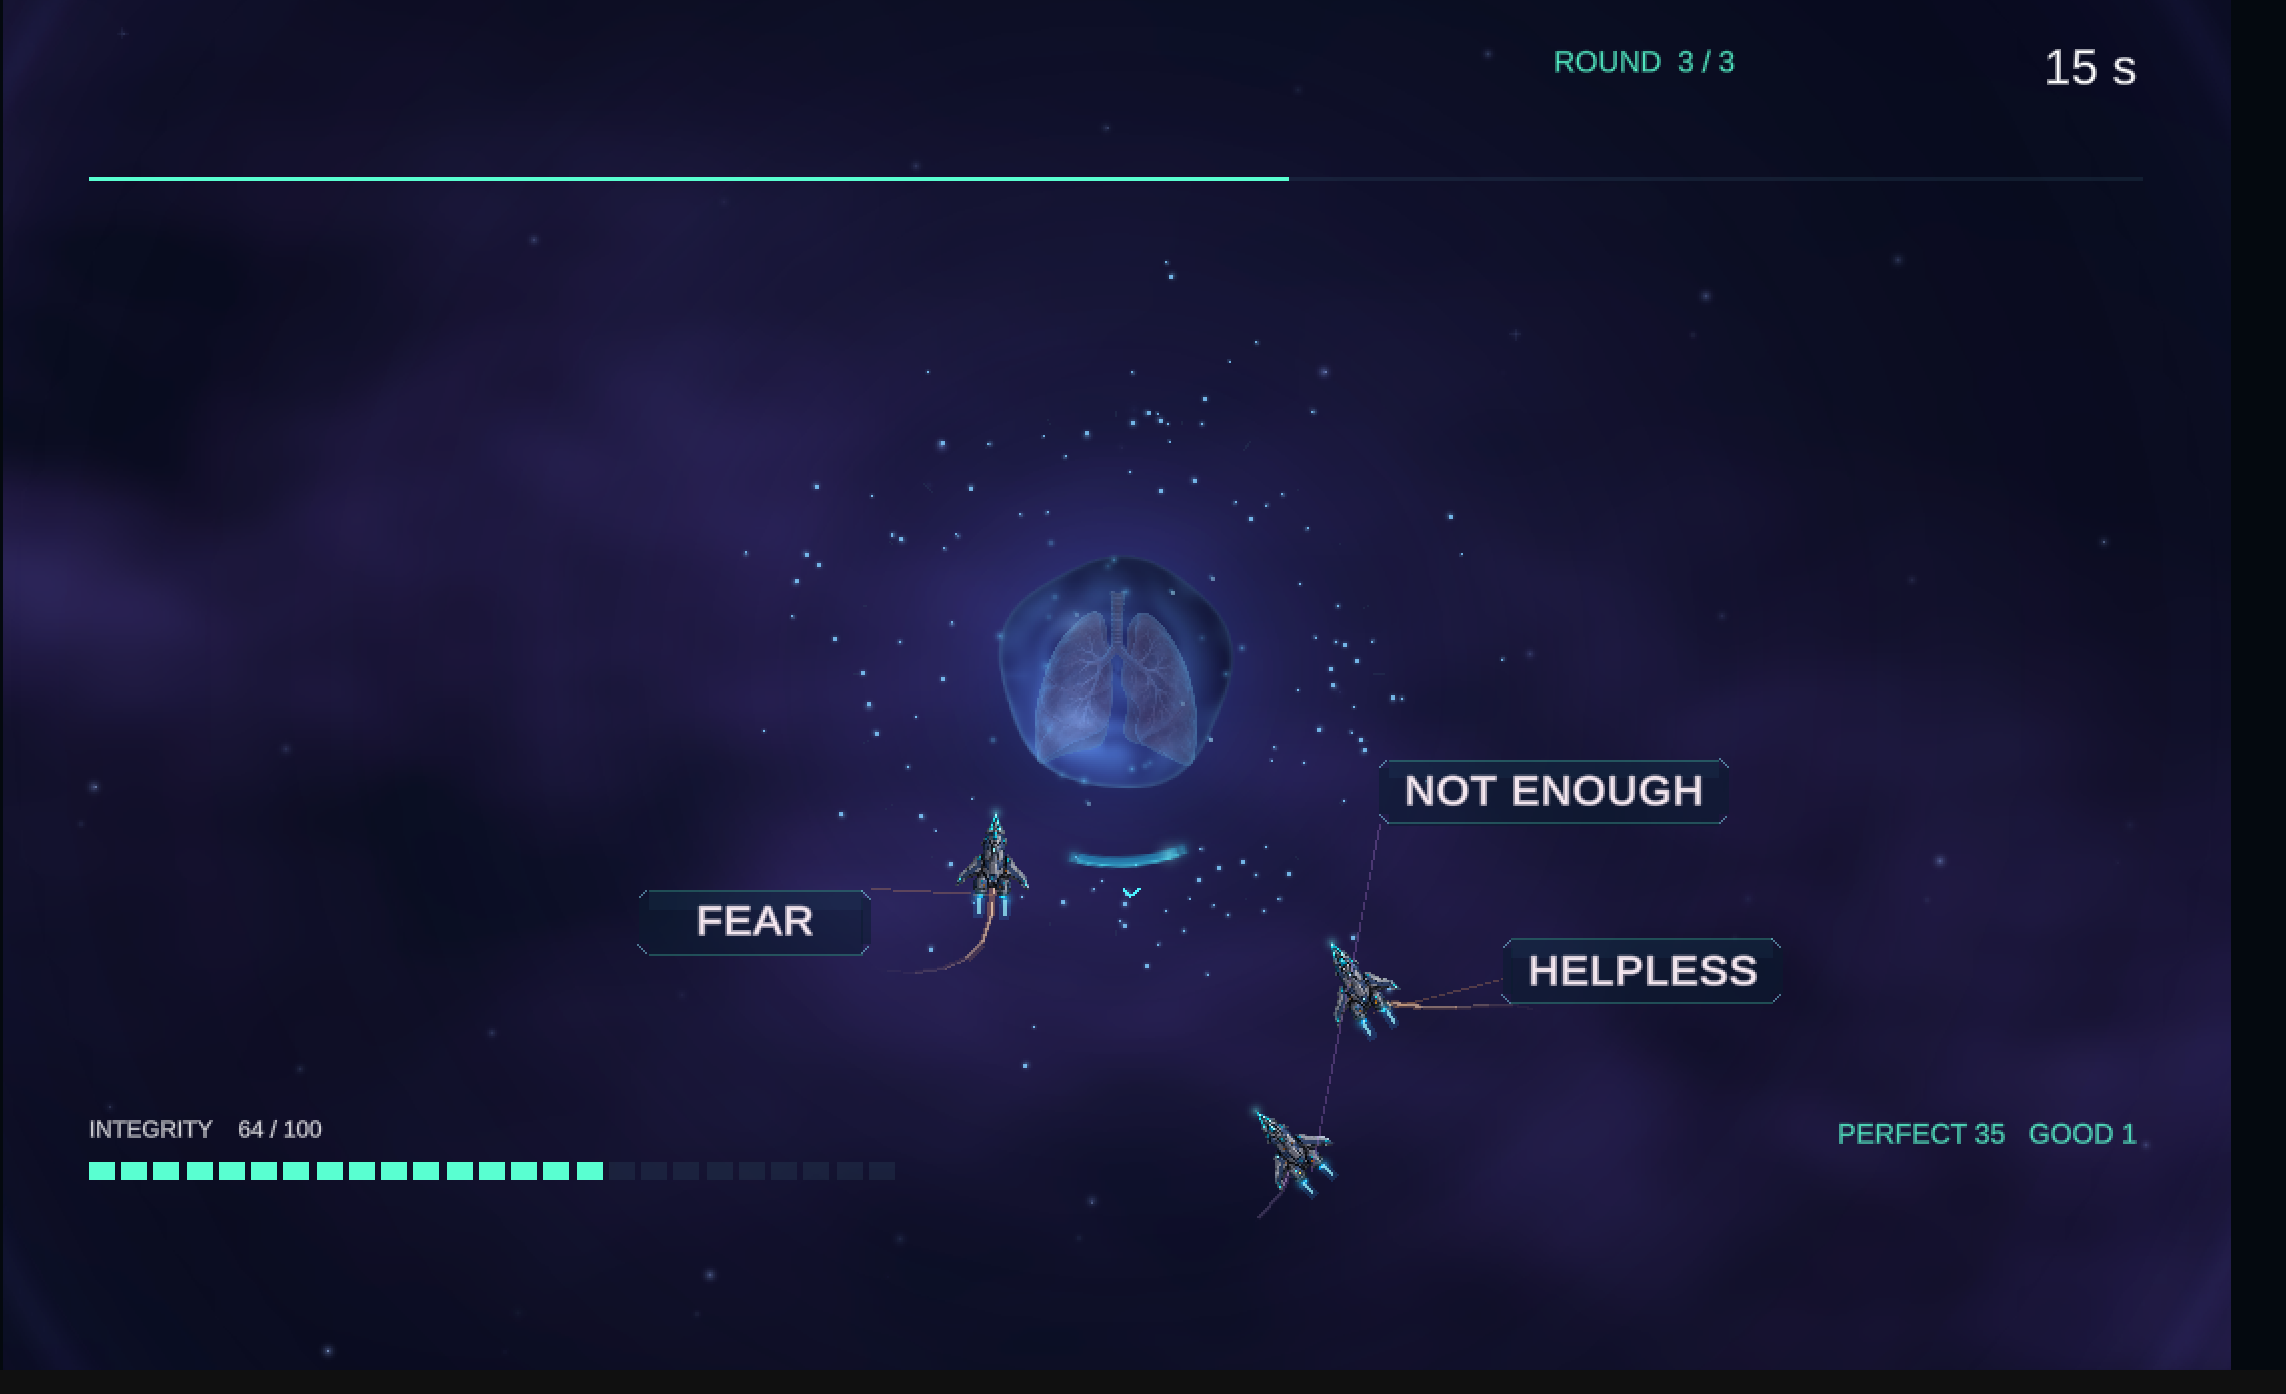 ROUND 3 / 3
15 s
NOT ENOUGH
FEAR
HELPLESS
INTEGRITY 64 / 100
PERFECT 35 GOOD 1